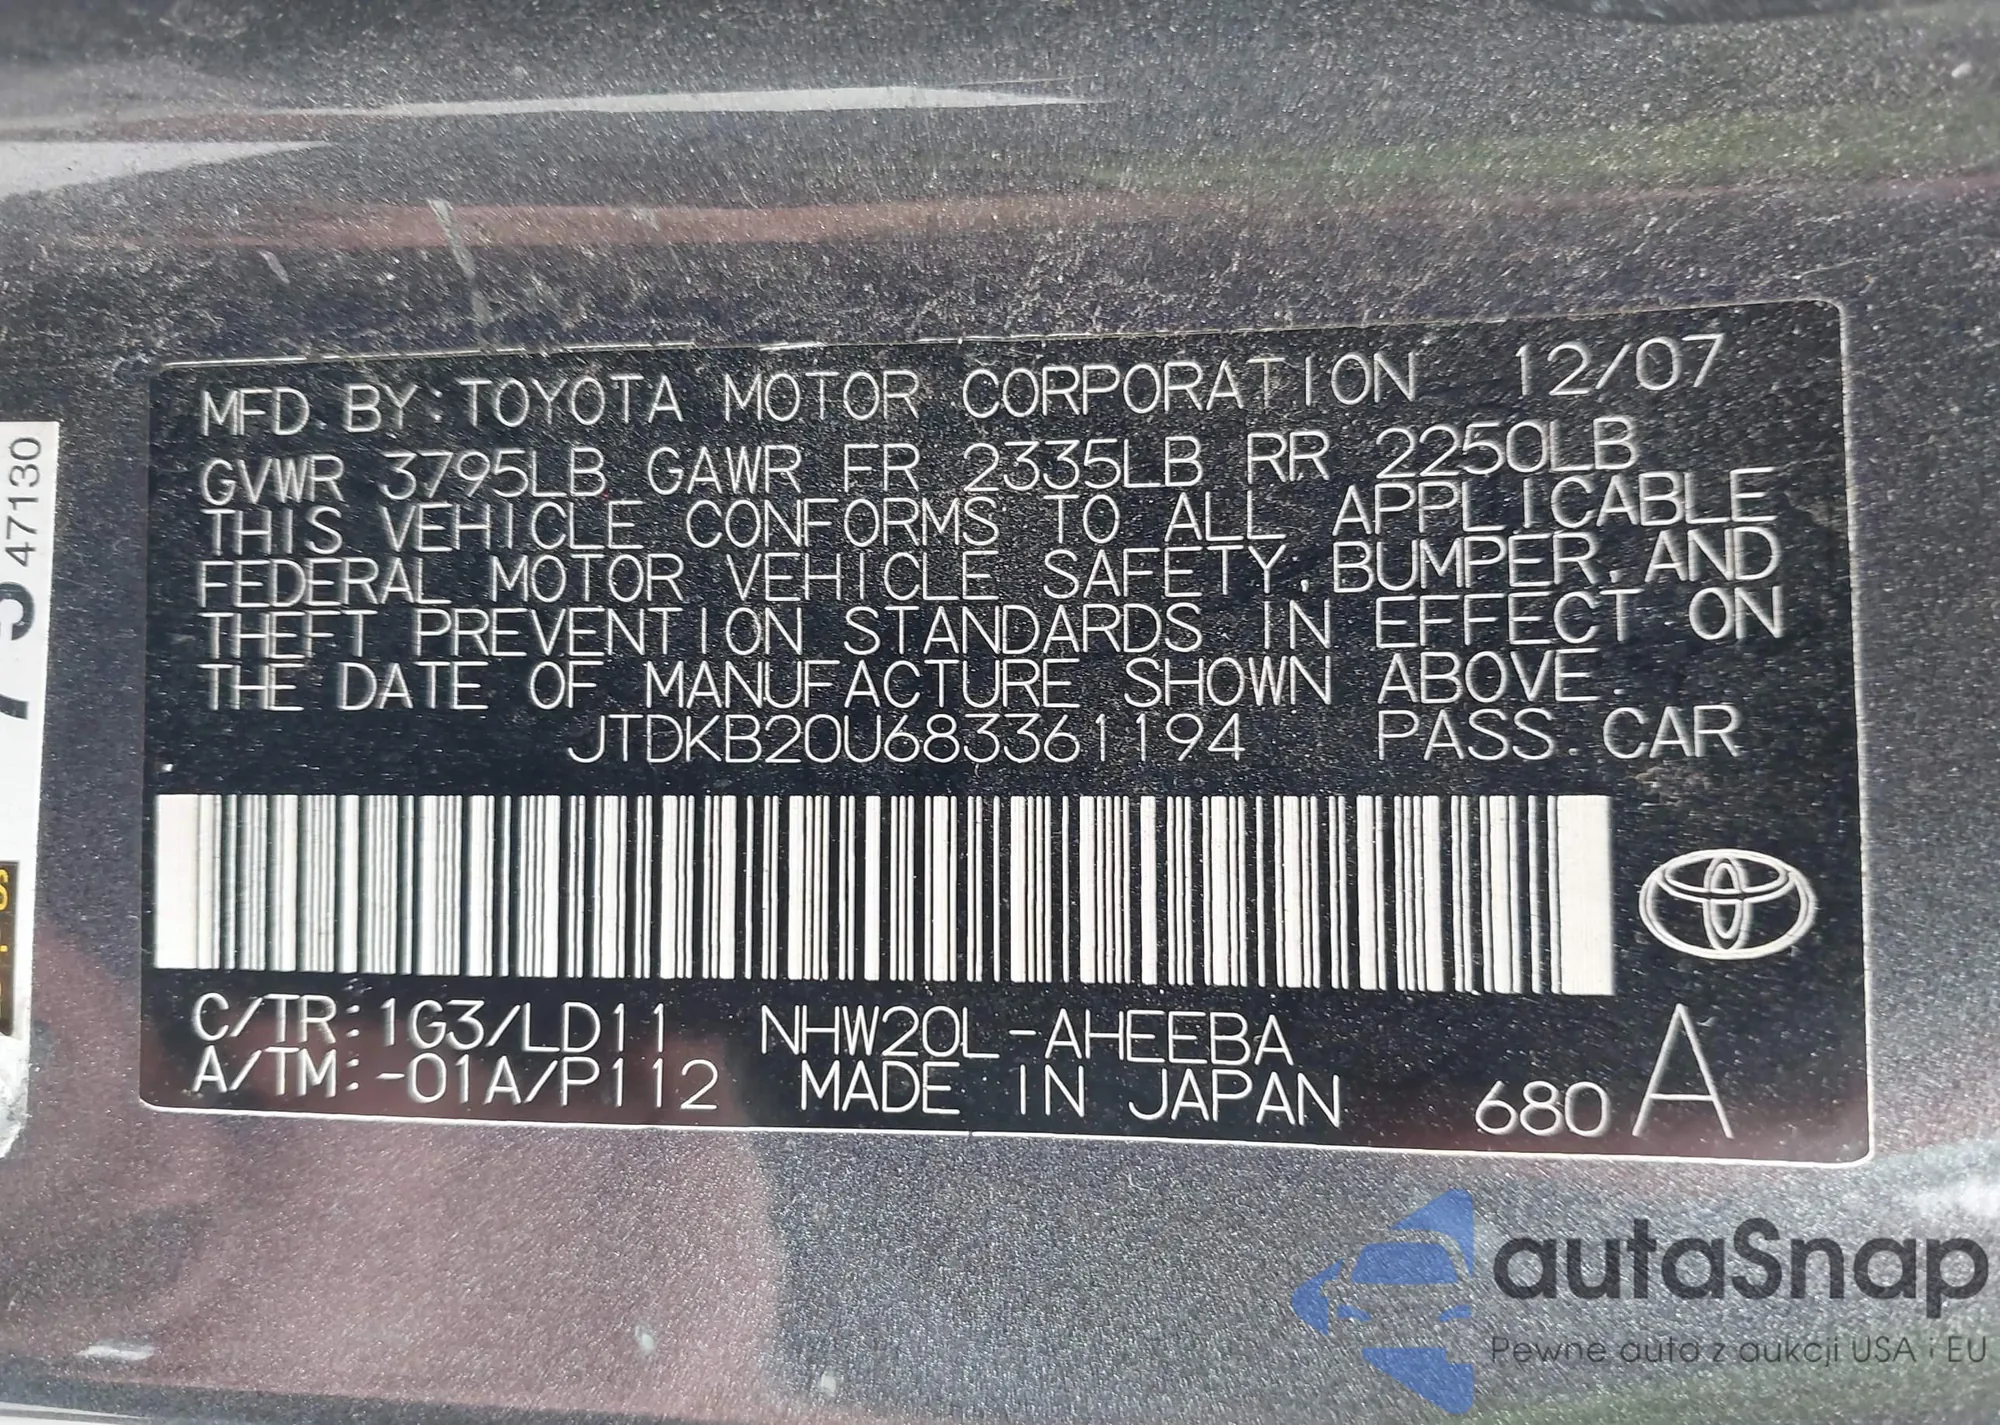 MFD. BY: TOYOTA MOTOR CORPORATION 12/07
GVWR 3795LB GAWR FR 2335LB RR 2250LB
THIS VEHICLE CONFORMS TO ALL APPLICABLE
FEDERAL MOTOR VEHICLE SAFETY, BUMPER, AND
THEFT PREVENTION STANDARDS IN EFFECT ON
THE DATE OF MANUFACTURE SHOWN ABOVE.
JTDKB20U683361194 PASS. CAR
C/TR: 1G3/LD11 NHW20L-AHEEBA
A/TM: -01A/P112 MADE IN JAPAN 680 A
47130
autaSnap
Pewne auta z aukcji USA i EU